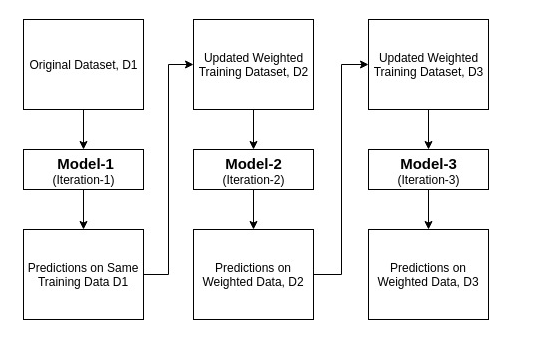 Original Dataset, D1
Model-1
(Iteration-1)
Predictions on Same
Training Data D1
Updated Weighted
Training Dataset, D2
Model-2
(Iteration-2)
Predictions on
Weighted Data, D2
Updated Weighted
Training Dataset, D3
Model-3
(Iteration-3)
Predictions on
Weighted Data, D3